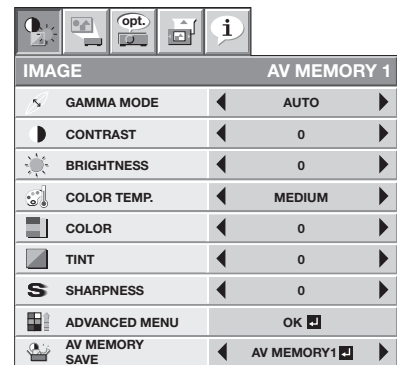 opt.
i
IMAGE AV MEMORY 1
GAMMA MODE AUTO
CONTRAST 0
BRIGHTNESS 0
COLOR TEMP. MEDIUM
COLOR 0
TINT 0
S SHARPNESS 0
ADVANCED MENU OK
AV MEMORY
SAVE AV MEMORY1